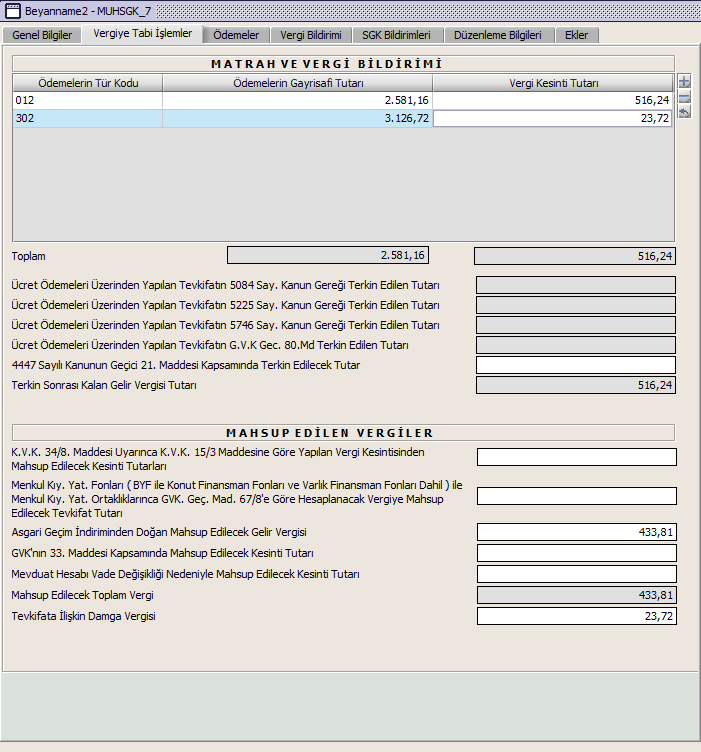 Beyanname2 - MUHSGK_7
Genel Bilgiler Vergiye Tabi İşlemler Ödemeler Vergi Bildirimi SGK Bildirimleri Düzenleme Bilgileri Ekler
MATRAH VE VERGİ BİLDİRİMİ
Ödemelerin Tür Kodu Ödemelerin Gayrisafi Tutarı Vergi Kesinti Tutarı
012 2.581,16 516,24
302 3.126,72 23,72
Toplam 2.581,16 516,24
Ücret Ödemeleri Üzerinden Yapılan Tevkifatın 5084 Say. Kanun Gereği Terkin Edilen Tutarı
Ücret Ödemeleri Üzerinden Yapılan Tevkifatın 5225 Say. Kanun Gereği Terkin Edilen Tutarı
Ücret Ödemeleri Üzerinden Yapılan Tevkifatın 5746 Say. Kanun Gereği Terkin Edilen Tutarı
Ücret Ödemeleri Üzerinden Yapılan Tevkifatın G.V.K Gec. 80.Md Terkin Edilen Tutarı
4447 Sayılı Kanunun Geçici 21. Maddesi Kapsamında Terkin Edilecek Tutar
Terkin Sonrası Kalan Gelir Vergisi Tutarı 516,24
MAHSUP EDİLEN VERGİLER
K.V.K. 34/8. Maddesi Uyarınca K.V.K. 15/3 Maddesine Göre Yapılan Vergi Kesintisinden
Mahsup Edilecek Kesinti Tutarları
Menkul Kıy. Yat. Fonları ( BYF ile Konut Finansman Fonları ve Varlık Finansman Fonları Dahil ) ile
Menkul Kıy. Yat. Ortaklıklarınca GVK. Geç. Mad. 67/8'e Göre Hesaplanacak Vergiye Mahsup
Edilecek Tevkifat Tutarı
Asgari Geçim İndiriminden Doğan Mahsup Edilecek Gelir Vergisi 433,81
GVK'nın 33. Maddesi Kapsamında Mahsup Edilecek Kesinti Tutarı
Mevduat Hesabı Vade Değişikliği Nedeniyle Mahsup Edilecek Kesinti Tutarı
Mahsup Edilecek Toplam Vergi 433,81
Tevkifata İlişkin Damga Vergisi 23,72